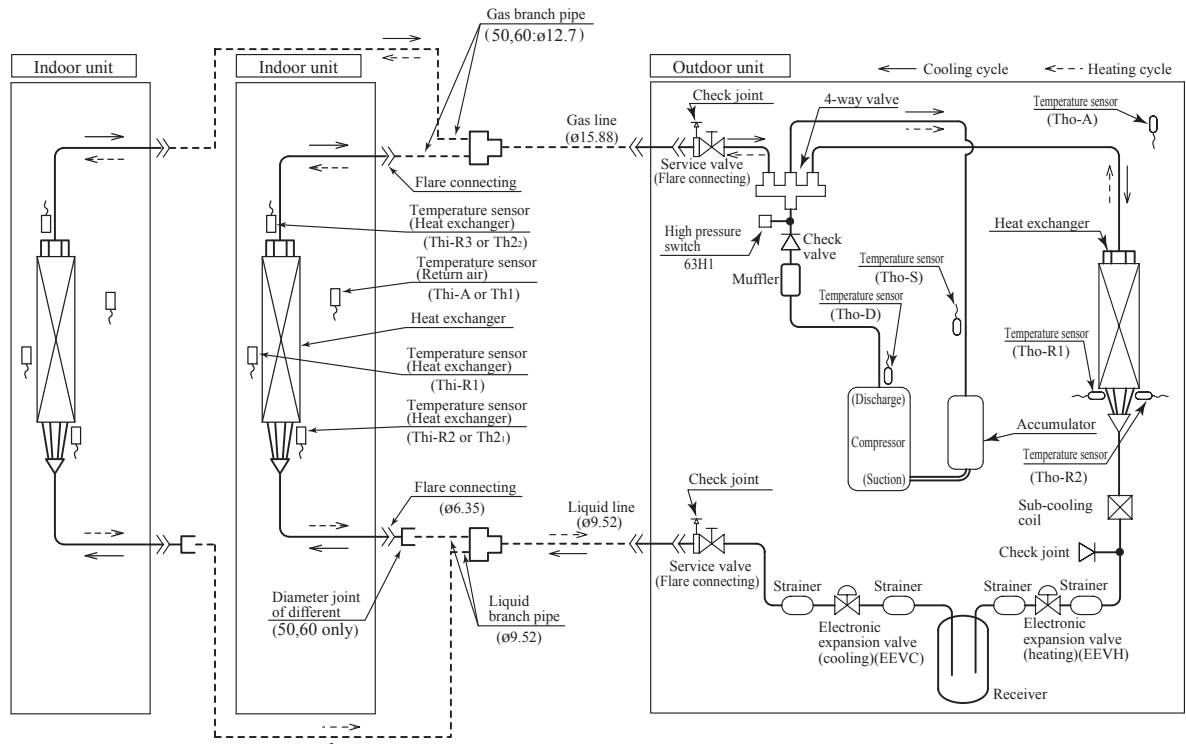 Gas branch pipe
(50,60:ø12.7)
Indoor unit
Indoor unit
Outdoor unit
Cooling cycle
Heating cycle
Check joint
4-way valve
Temperature sensor
(Tho-A)
Gas line
(ø15.88)
Service valve
(Flare connecting)
Flare connecting
Temperature sensor
(Heat exchanger)
(Thi-R3 or Th2₂)
Temperature sensor
(Return air)
(Thi-A or Th1)
Heat exchanger
Temperature sensor
(Heat exchanger)
(Thi-R1)
Temperature sensor
(Heat exchanger)
(Thi-R2 or Th2₁)
High pressure
switch
63H1
Check
valve
Muffler
Temperature sensor
(Tho-S)
Temperature sensor
(Tho-D)
Heat exchanger
Temperature sensor
(Tho-R1)
(Discharge)
Compressor
(Suction)
Accumulator
Temperature sensor
(Tho-R2)
Flare connecting
(ø6.35)
Liquid line
(ø9.52)
Check joint
Sub-cooling
coil
Check joint
Service valve
(Flare connecting)
Diameter joint
of different
(50,60 only)
Liquid
branch pipe
(ø9.52)
Strainer
Strainer
Strainer
Strainer
Electronic
expansion valve
(cooling)(EEVC)
Electronic
expansion valve
(heating)(EEVH)
Receiver